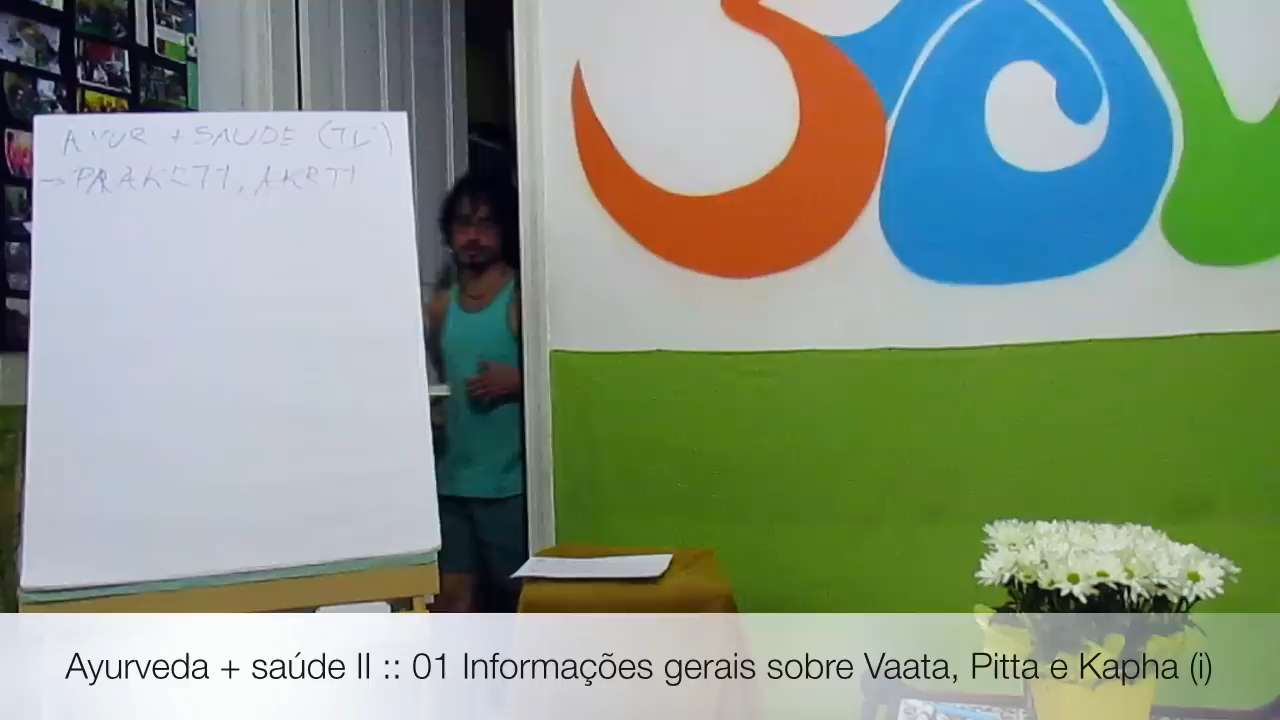 AYUR + SAUDE (II)
→ PRAKRTI, AKRTI
Ayurveda + saúde II :: 01 Informações gerais sobre Vaata, Pitta e Kapha (i)